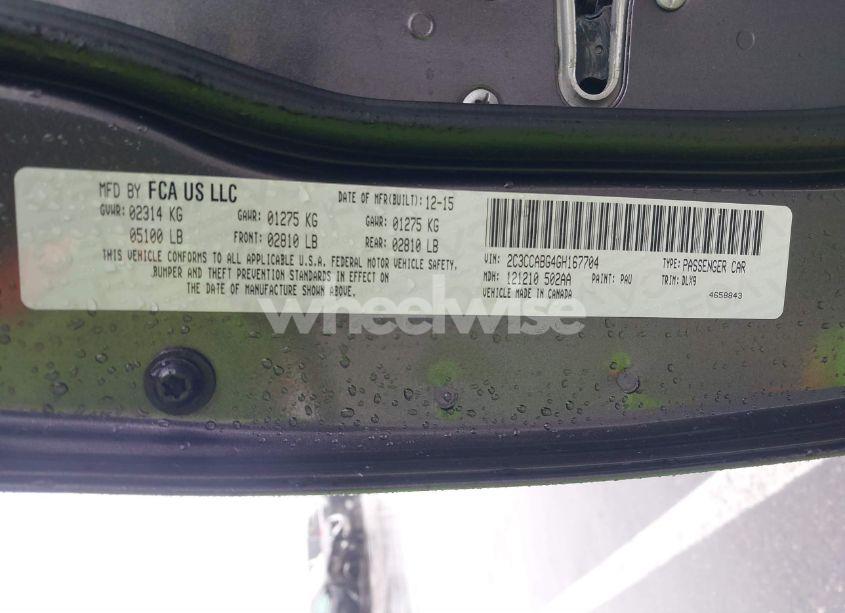 MFD BY FCA US LLC DATE OF MFR(BUILT): 12-15
GVWR: 02314 KG GAWR: 01275 KG GAWR: 01275 KG
05100 LB FRONT: 02810 LB REAR: 02810 LB
THIS VEHICLE CONFORMS TO ALL APPLICABLE U.S.A. FEDERAL MOTOR VEHICLE SAFETY,
BUMPER AND THEFT PREVENTION STANDARDS IN EFFECT ON
THE DATE OF MANUFACTURE SHOWN ABOVE.
VIN: 2C3CCABG4GH167704 TYPE: PASSENGER CAR
MDH: 121210 502AA PAINT: PAU TRIM: DLX9
VEHICLE MADE IN CANADA 4658843
wheelwise